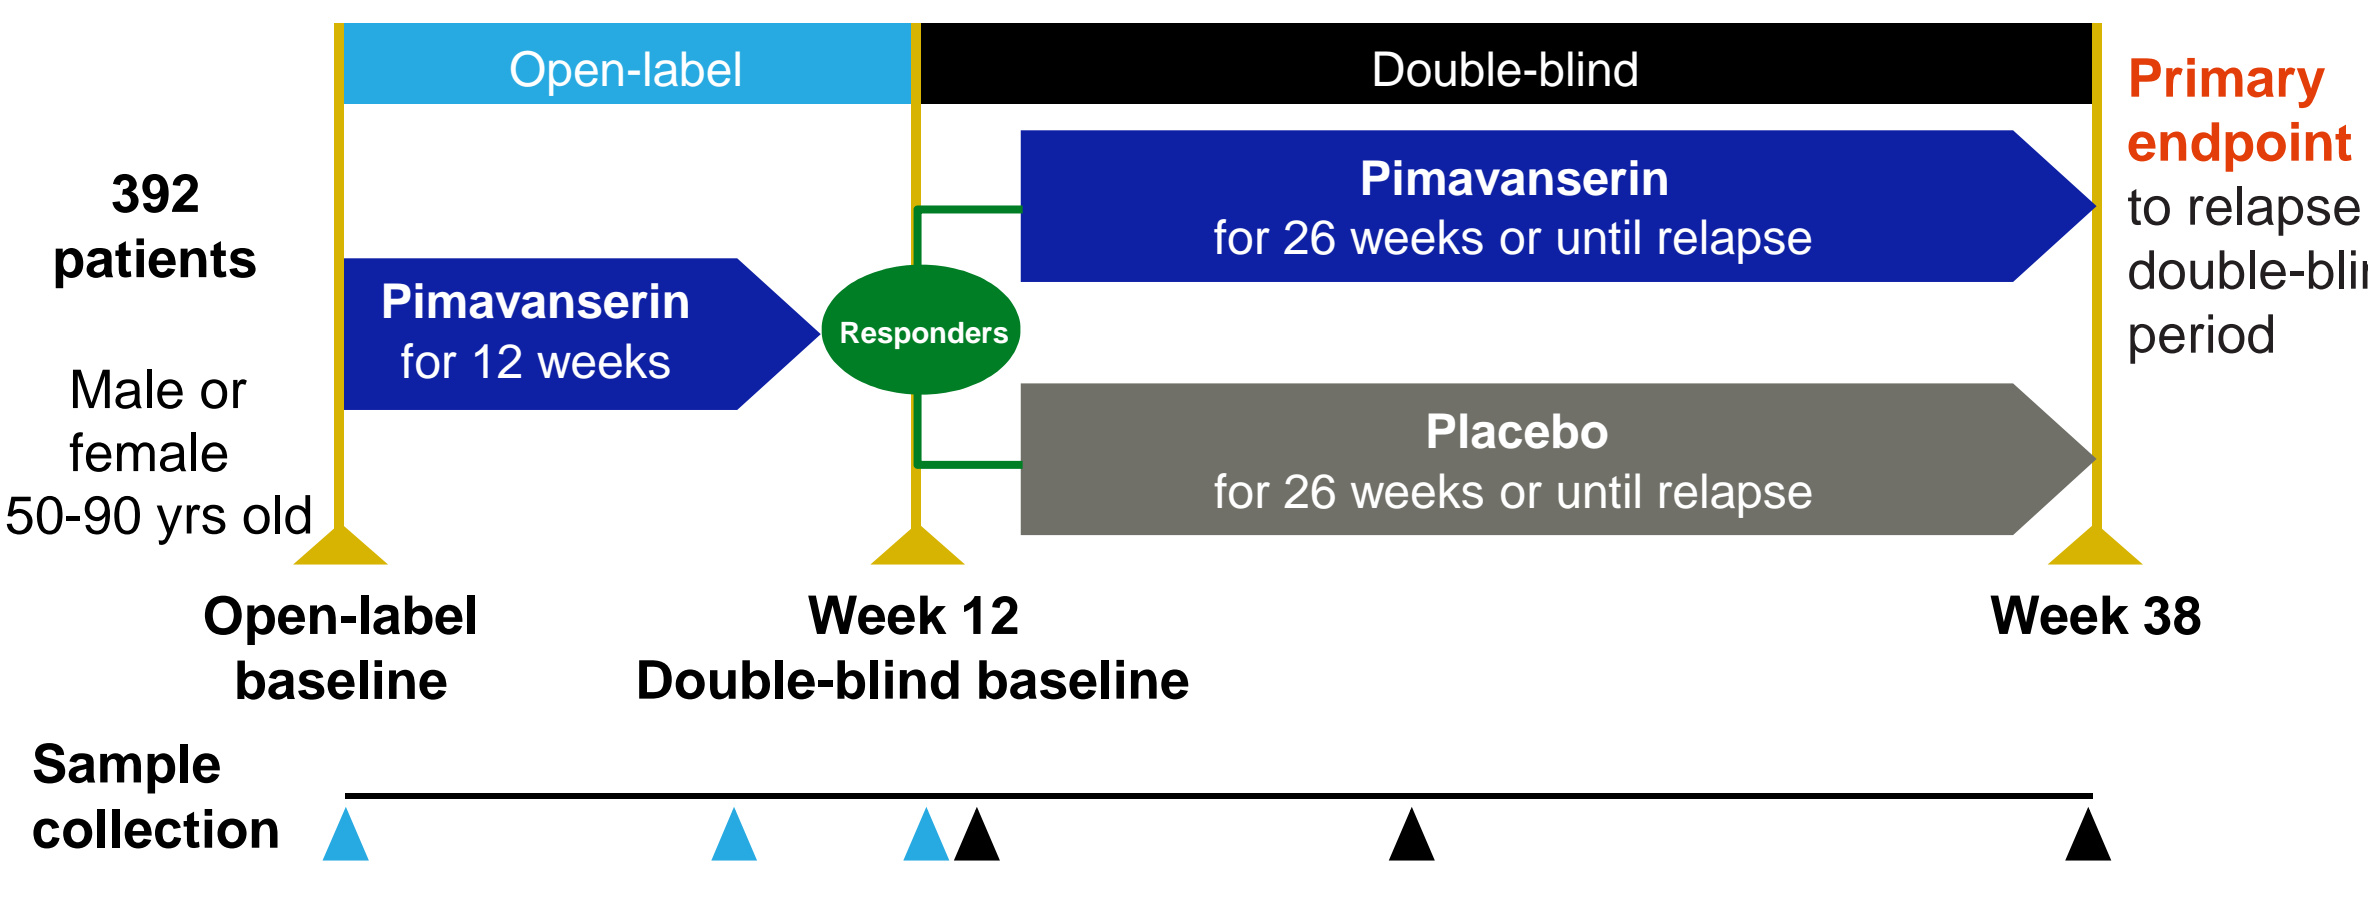 Open-label
Double-blind
Primary
endpoint
to relapse
period
392
patients
Male or
female
50-90 yrs old
Pimavanserin
for 12 weeks
Responders
Pimavanserin
for 26 weeks or until relapse
Placebo
for 26 weeks or until relapse
Open-label
baseline
Week 12
Double-blind baseline
Week 38
Sample
collection